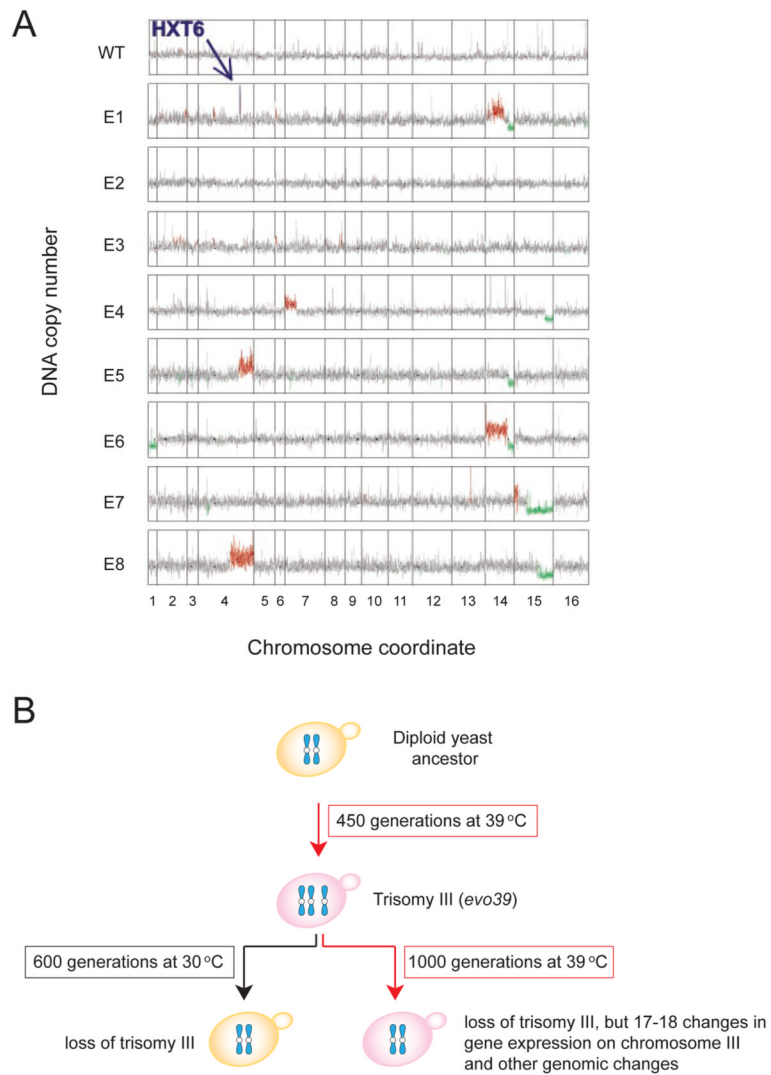 A
HXT6
WT
E1
E2
E3
E4
E5
E6
E7
E8
DNA copy number
1 2 3 4 5 6 7 8 9 10 11 12 13 14 15 16
Chromosome coordinate
B
Diploid yeast
ancestor
450 generations at 39 °C
Trisomy III (evo39)
600 generations at 30 °C
1000 generations at 39 °C
loss of trisomy III
loss of trisomy III, but 17-18 changes in
gene expression on chromosome III
and other genomic changes